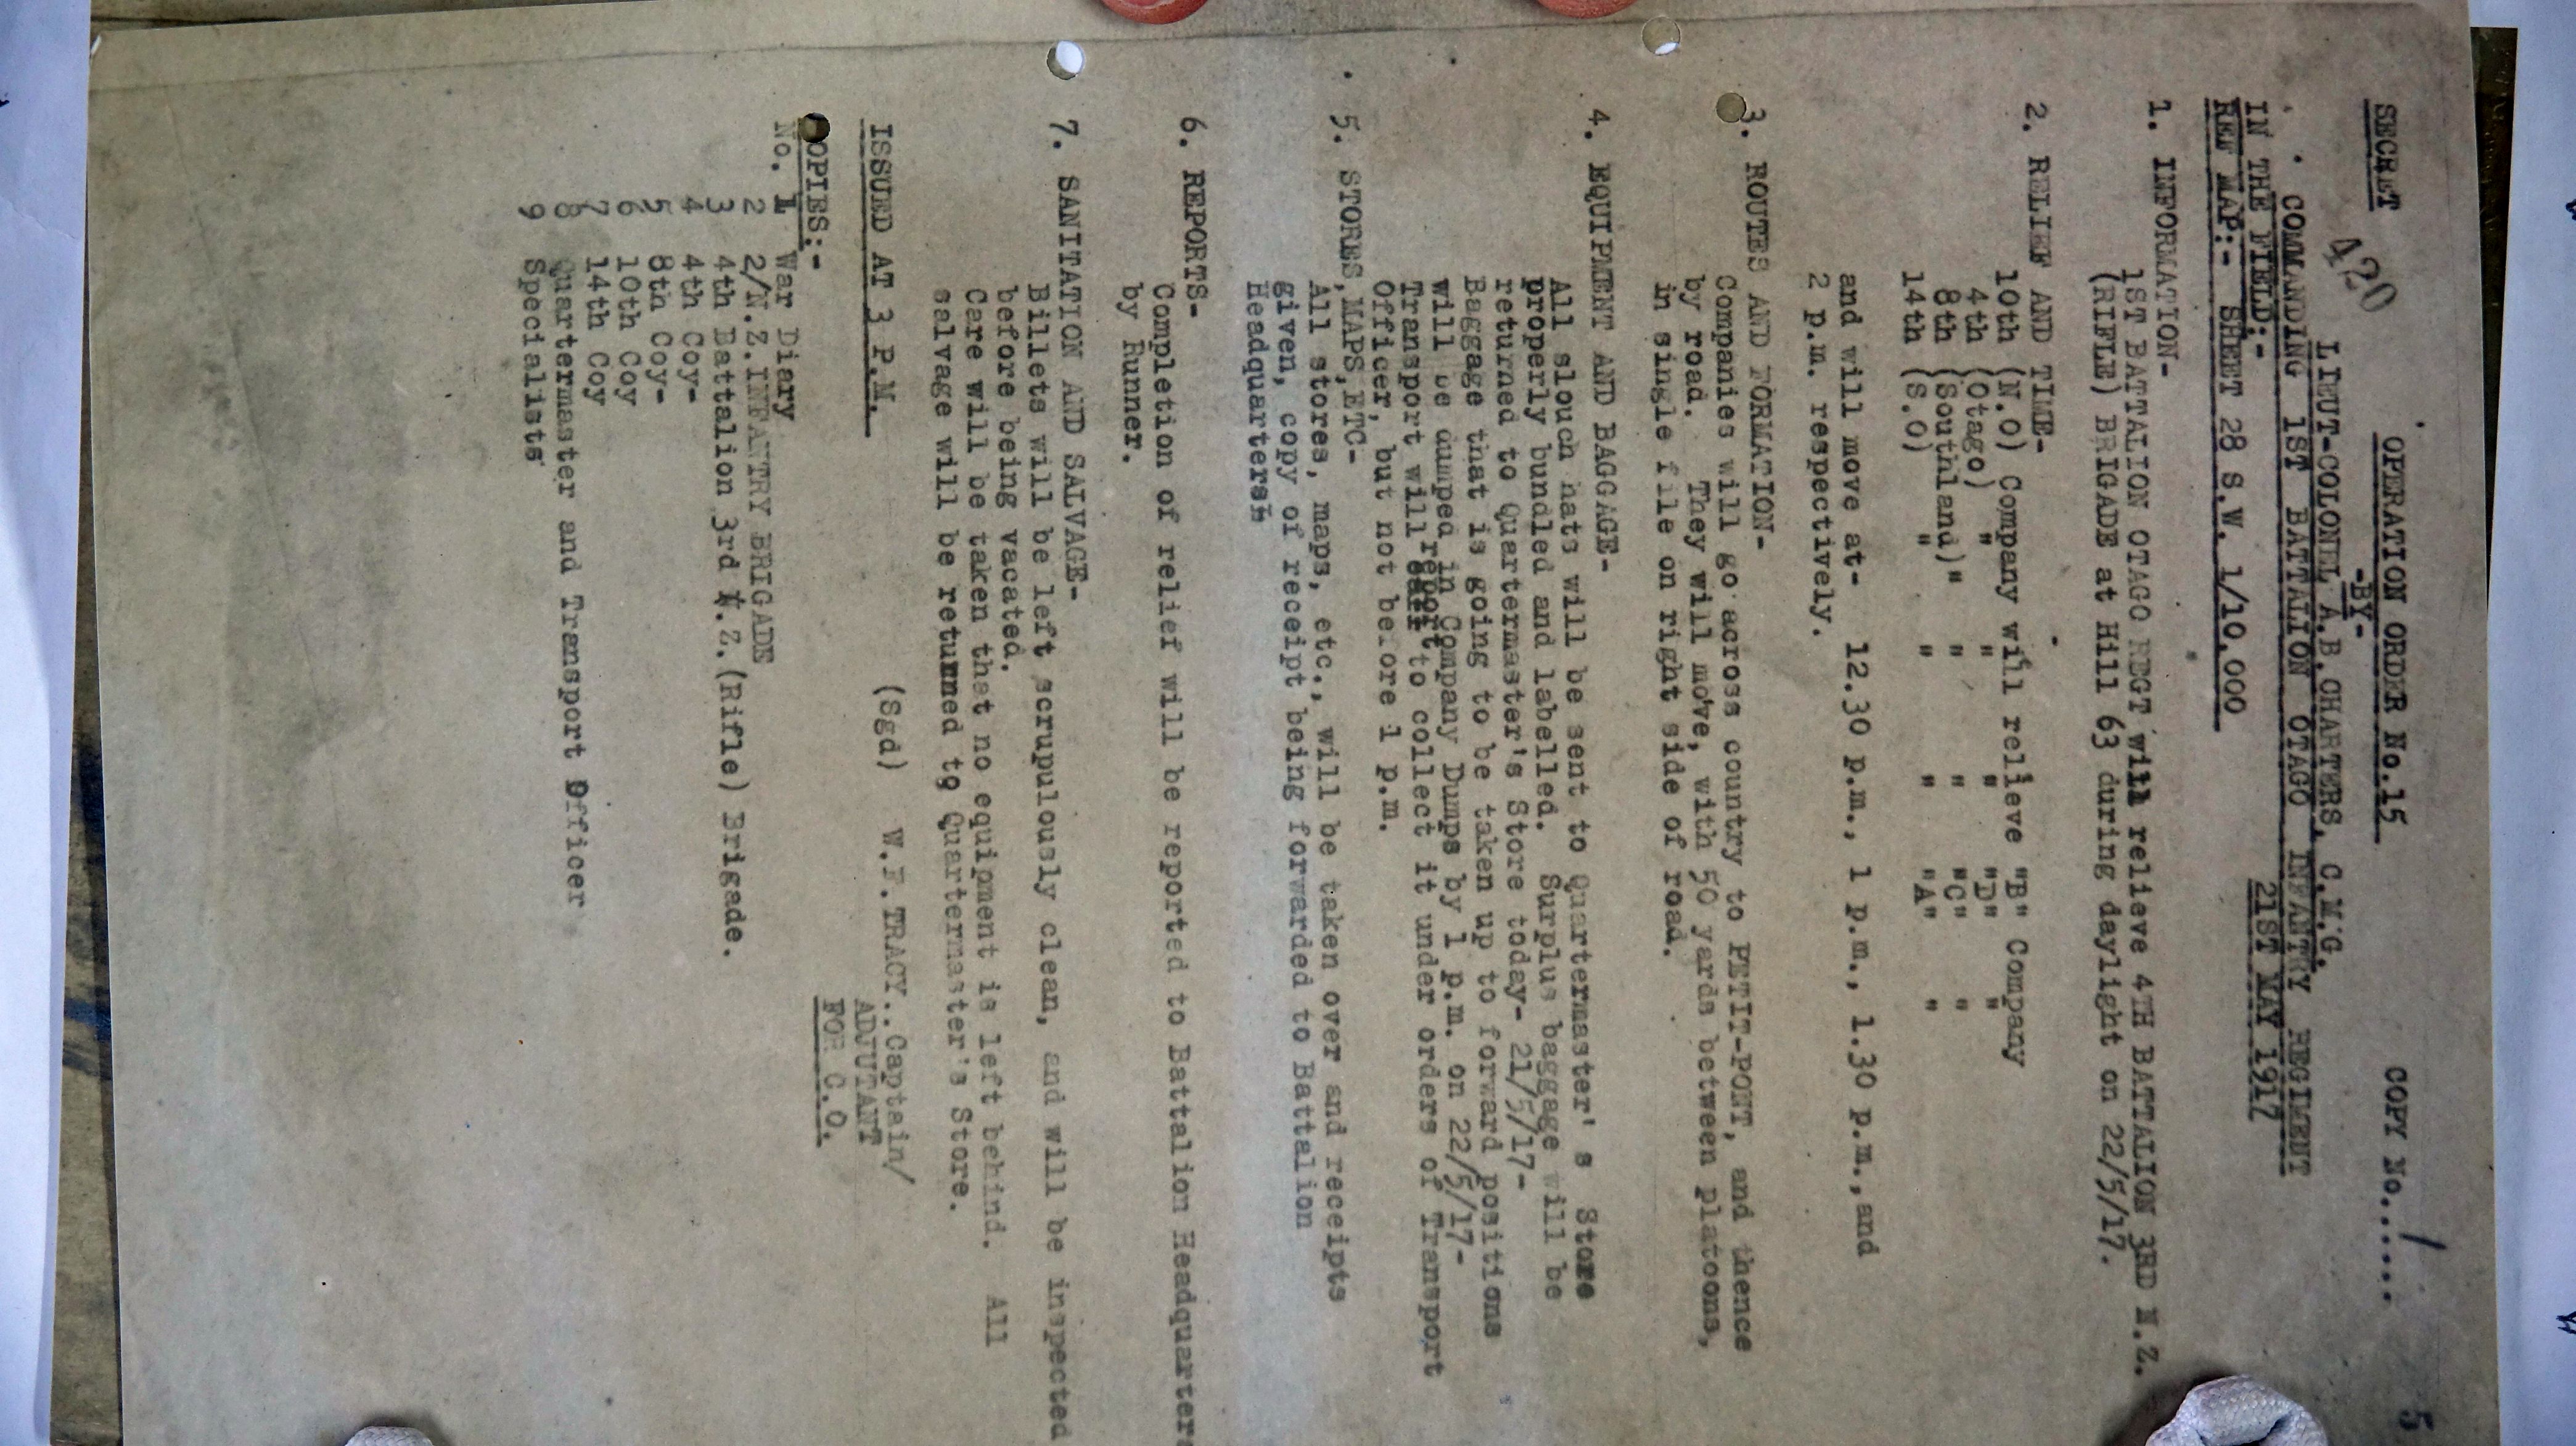 5
SECRET OPERATION ORDER No.15 COPY No...1...
-BY-
420
LIEUT-COLONEL A.B.CHARTERS, C.M.G.
COMMANDING 1ST BATTALION OTAGO INFANTRY REGIMENT
IN THE FIELD:- 21ST MAY 1917
REF MAP:- SHEET 28 S.W. 1/10.000
1. INFORMATION-
1ST BATTALION OTAGO REGT will relieve 4TH BATTALION 3RD N.Z.
(RIFLE) BRIGADE at Hill 63 during daylight on 22/5/17.
2. RELIEF AND TIME-
10th (N.O) Company will relieve "B" Company
4th (Otago) " " " "D" "
8th (Southland)" " " "C" "
14th (S.O) " " " "A" "
and will move at- 12.30 p.m., 1 p.m., 1.30 p.m., and
2 p.m. respectively.
3. ROUTES AND FORMATION-
Companies will go across country to PETIT-PONT, and thence
by road. They will move, with 50 yards between platoons,
in single file on right side of road.
4. EQUIPMENT AND BAGGAGE-
All slouch hats will be sent to Quartermaster' s Store
properly bundled and labelled. Surplus baggage will be
returned to Quartermaster's Store today- 21/5/17-
Baggage that is going to be taken up to forward positions
will be dumped in Company Dumps by 1 p.m. on 22/5/17-
Transport will report to collect it under orders of Transport
Officer, but not before 1 p.m.
5. STORES,MAPS,ETC-
All stores, maps, etc., will be taken over and receipts
given, copy of receipt being forwarded to Battalion
Headquarters
6. REPORTS-
Completion of relief will be reported to Battalion Headquarters
by Runner.
7. SANITATION AND SALVAGE-
Billets will be left scrupulously clean, and will be inspected
before being vacated.
Care will be taken that no equipment is left behind. All
salvage will be returned to Quartermaster's Store.
ISSUED AT 3 P.M. (Sgd) W.F.TRACY..Captain/
ADJUTANT
FOR C.O.
COPIES:-
No. 1 War Diary
2 2/N.Z.INFANTRY BRIGADE
3 4th Battalion 3rd N.Z.(Rifle) Brigade.
4 4th Coy-
5 8th Coy-
6 10th Coy
7 14th Coy
8 Quartermaster and Transport Officer
9 Specialists